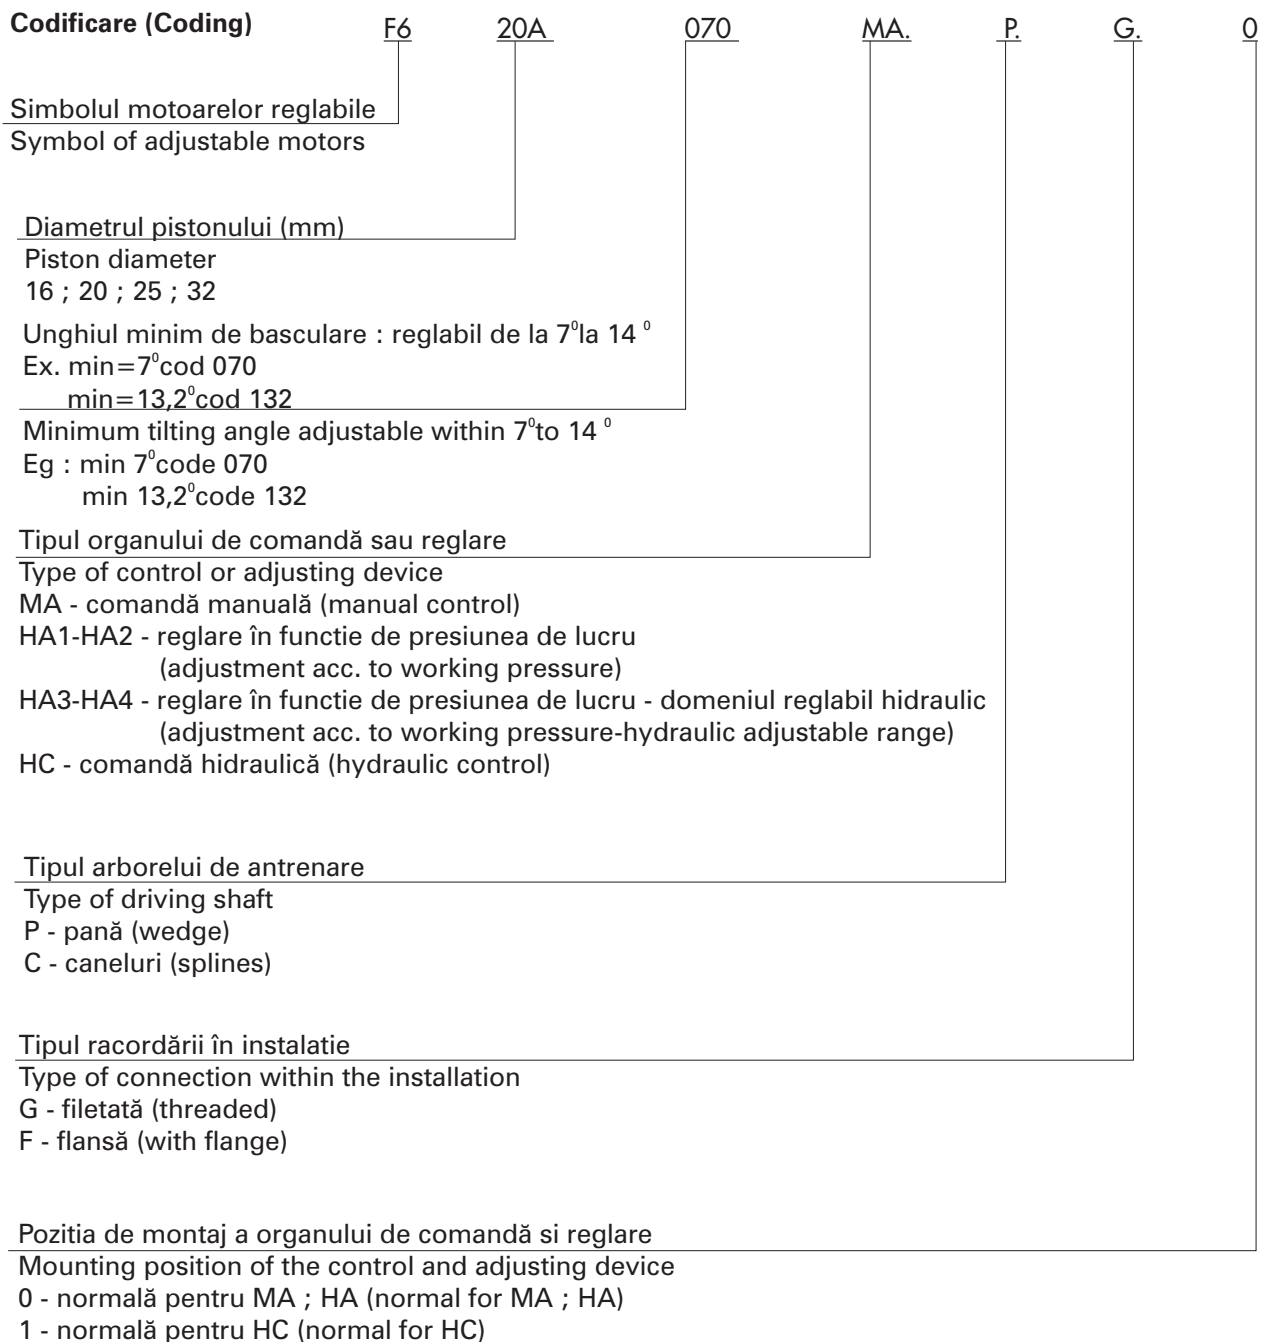 Codificare (Coding) F6 20A 070 MA. P. G. 0
Simbolul motoarelor reglabile
Symbol of adjustable motors
Diametrul pistonului (mm)
Piston diameter
16 ; 20 ; 25 ; 32
Unghiul minim de basculare : reglabil de la 7⁰la 14 ⁰
Ex. min=7⁰cod 070
min=13,2⁰cod 132
Minimum tilting angle adjustable within 7⁰to 14 ⁰
Eg : min 7⁰code 070
min 13,2⁰code 132
Tipul organului de comandă sau reglare
Type of control or adjusting device
MA - comandă manuală (manual control)
HA1-HA2 - reglare în functie de presiunea de lucru
(adjustment acc. to working pressure)
HA3-HA4 - reglare în functie de presiunea de lucru - domeniul reglabil hidraulic
(adjustment acc. to working pressure-hydraulic adjustable range)
HC - comandă hidraulică (hydraulic control)
Tipul arborelui de antrenare
Type of driving shaft
P - pană (wedge)
C - caneluri (splines)
Tipul racordării în instalatie
Type of connection within the installation
G - filetată (threaded)
F - flansă (with flange)
Pozitia de montaj a organului de comandă si reglare
Mounting position of the control and adjusting device
0 - normală pentru MA ; HA (normal for MA ; HA)
1 - normală pentru HC (normal for HC)